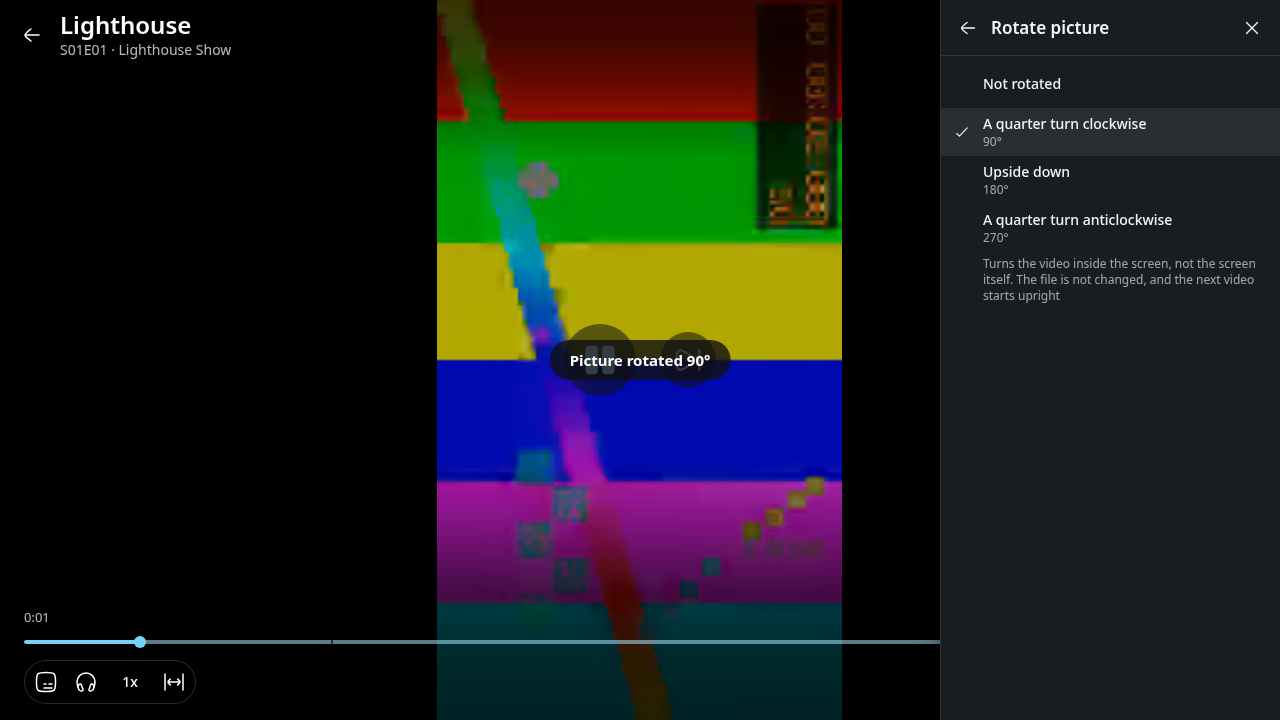 Lighthouse
S01E01 · Lighthouse Show
Rotate picture
Not rotated
A quarter turn clockwise
90°
Upside down
180°
A quarter turn anticlockwise
270°
Turns the video inside the screen, not the screen
itself. The file is not changed, and the next video
starts upright
Picture rotated 90°
0:01
1x